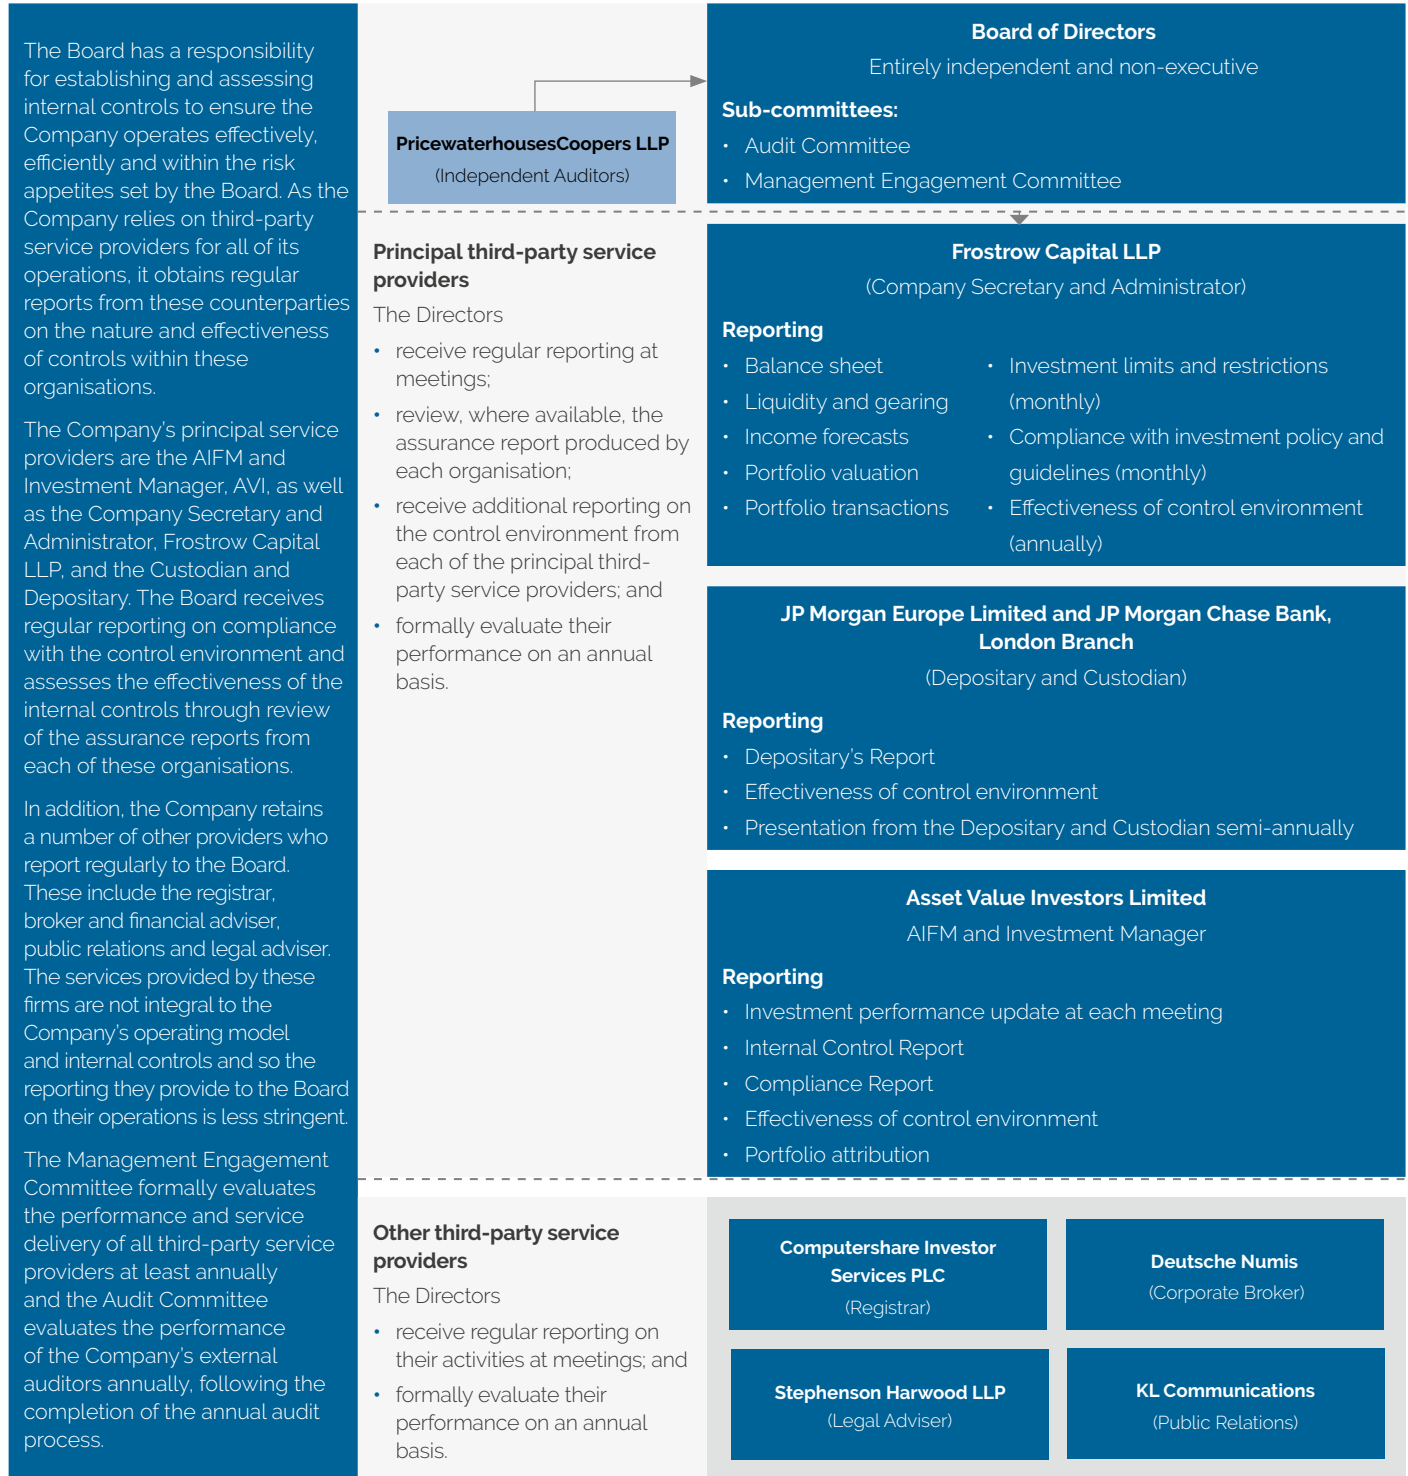 The Board has a responsibility
for establishing and assessing
internal controls to ensure the
Company operates effectively,
efficiently and within the risk
appetites set by the Board. As the
Company relies on third-party
service providers for all of its
operations, it obtains regular
reports from these counterparties
on the nature and effectiveness
of controls within these
organisations.
The Company's principal service
providers are the AIFM and
Investment Manager, AVI, as well
as the Company Secretary and
Administrator, Frostrow Capital
LLP, and the Custodian and
Depositary. The Board receives
regular reporting on compliance
with the control environment and
assesses the effectiveness of the
internal controls through review
of the assurance reports from
each of these organisations.
In addition, the Company retains
a number of other providers who
report regularly to the Board.
These include the registrar,
broker and financial adviser,
public relations and legal adviser.
The services provided by these
firms are not integral to the
Company's operating model
and internal controls and so the
reporting they provide to the Board
on their operations is less stringent.
The Management Engagement
Committee formally evaluates
the performance and service
delivery of all third-party service
providers at least annually
and the Audit Committee
evaluates the performance
of the Company's external
auditors annually, following the
completion of the annual audit
process.
PricewaterhousesCoopers LLP
(Independent Auditors)
Board of Directors
Entirely independent and non-executive
Sub-committees:
• Audit Committee
• Management Engagement Committee
Principal third-party service
providers
The Directors
• receive regular reporting at
meetings;
• review, where available, the
assurance report produced by
each organisation;
• receive additional reporting on
the control environment from
each of the principal third-
party service providers; and
• formally evaluate their
performance on an annual
basis.
Frostrow Capital LLP
(Company Secretary and Administrator)
Reporting
• Balance sheet
• Liquidity and gearing
• Income forecasts
• Portfolio valuation
• Portfolio transactions
• Investment limits and restrictions
(monthly)
• Compliance with investment policy and
guidelines (monthly)
• Effectiveness of control environment
(annually)
JP Morgan Europe Limited and JP Morgan Chase Bank,
London Branch
(Depositary and Custodian)
Reporting
• Depositary's Report
• Effectiveness of control environment
• Presentation from the Depositary and Custodian semi-annually
Asset Value Investors Limited
AIFM and Investment Manager
Reporting
• Investment performance update at each meeting
• Internal Control Report
• Compliance Report
• Effectiveness of control environment
• Portfolio attribution
Other third-party service
providers
The Directors
• receive regular reporting on
their activities at meetings; and
• formally evaluate their
performance on an annual
basis.
Computershare Investor
Services PLC
(Registrar)
Deutsche Numis
(Corporate Broker)
Stephenson Harwood LLP
(Legal Adviser)
KL Communications
(Public Relations)